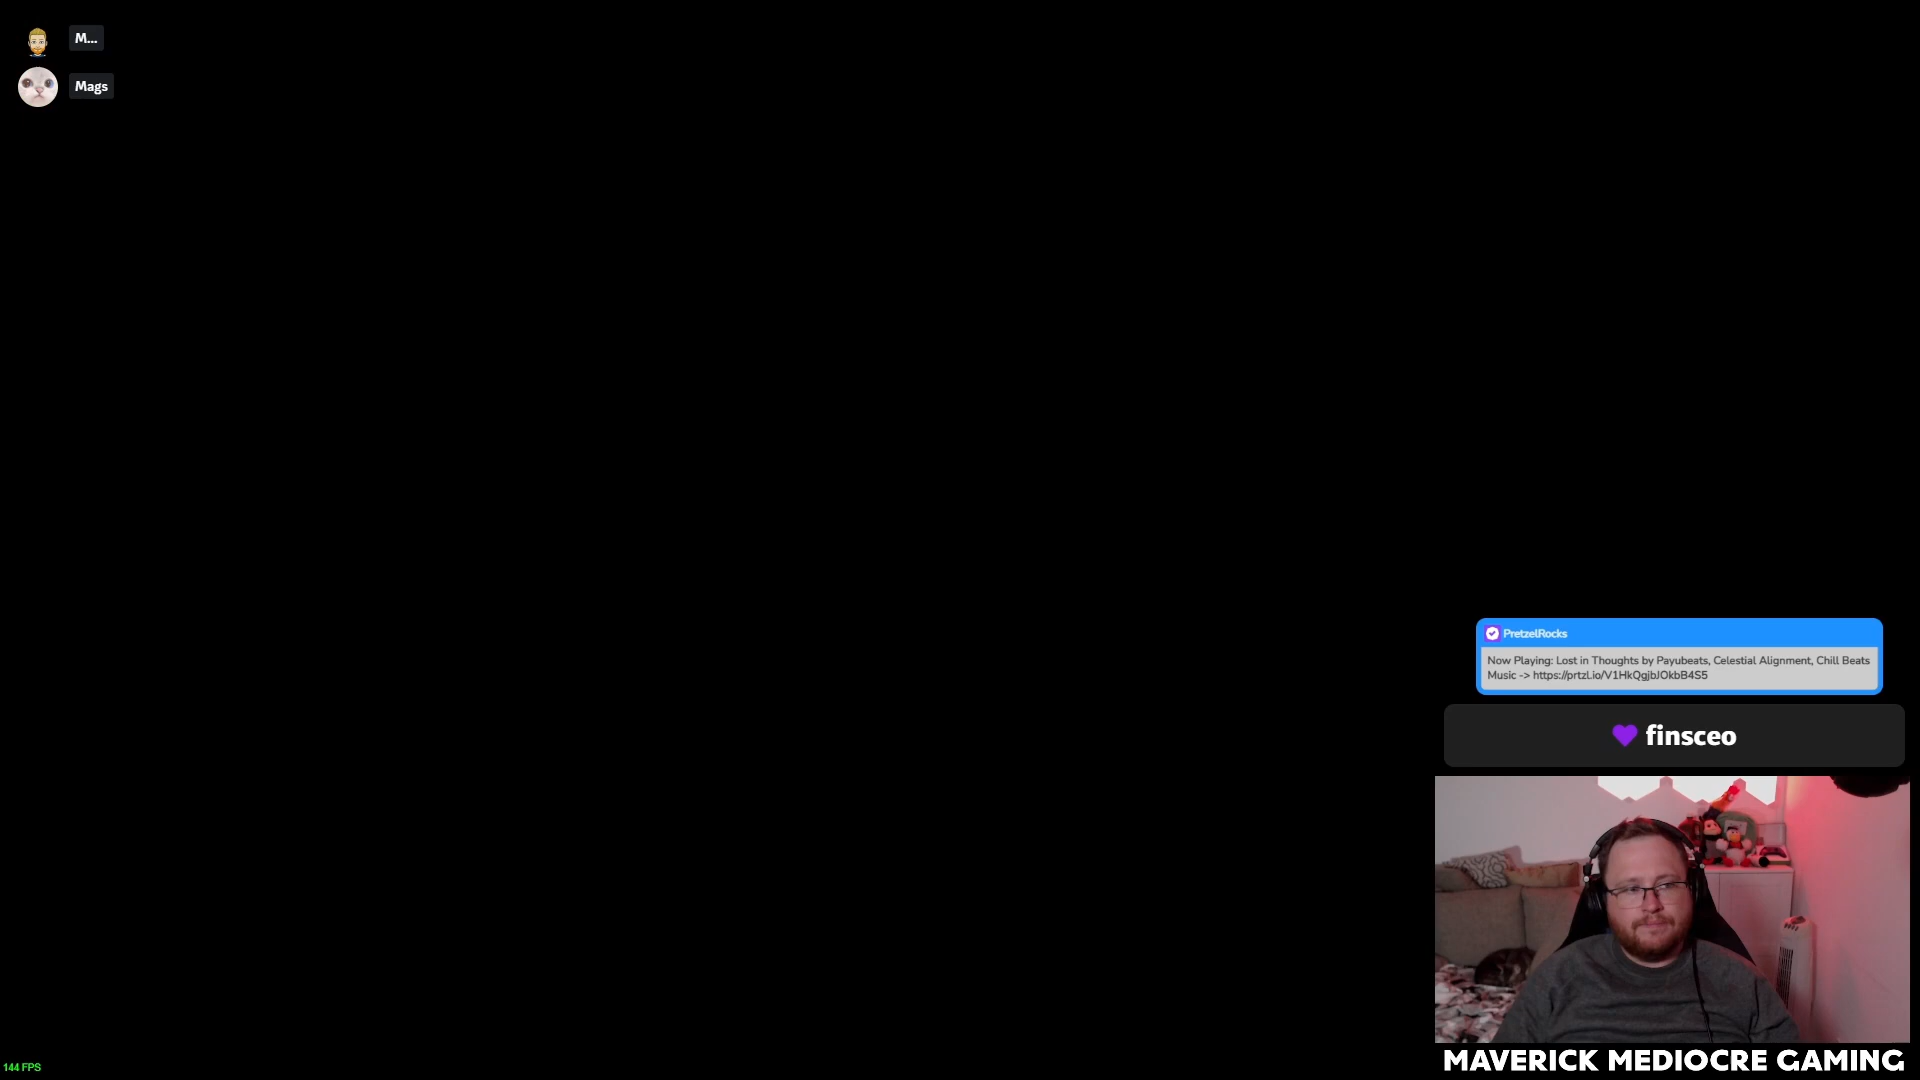 M...
Mags
PretzelRocks
Now Playing: Lost in Thoughts by Payubeats, Celestial Alignment, Chill Beats
Music -> https://prtzl.io/V1HkQgjbJOkbB4S5
finsceo
MAVERICK MEDIOCRE GAMING
144 FPS